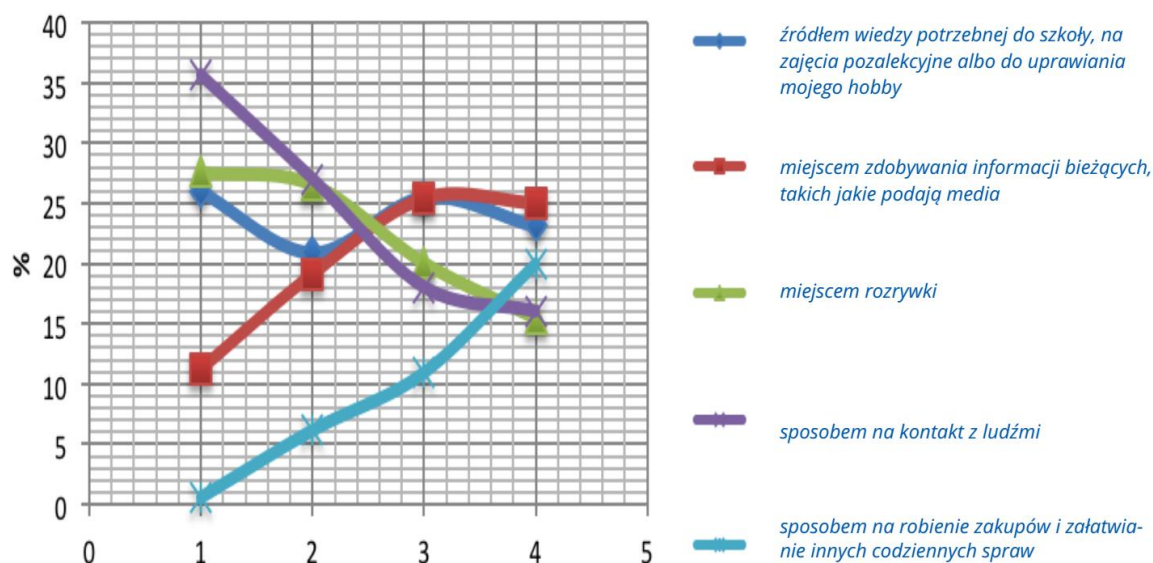 40
35
30
25
20
15
10
5
0
%
0 1 2 3 4 5
źródłem wiedzy potrzebnej do szkoły, na
zajęcia pozalekcyjne albo do uprawiania
mojego hobby
miejscem zdobywania informacji bieżących,
takich jakie podają media
miejscem rozrywki
sposobem na kontakt z ludźmi
sposobem na robienie zakupów i załatwia-
nie innych codziennych spraw